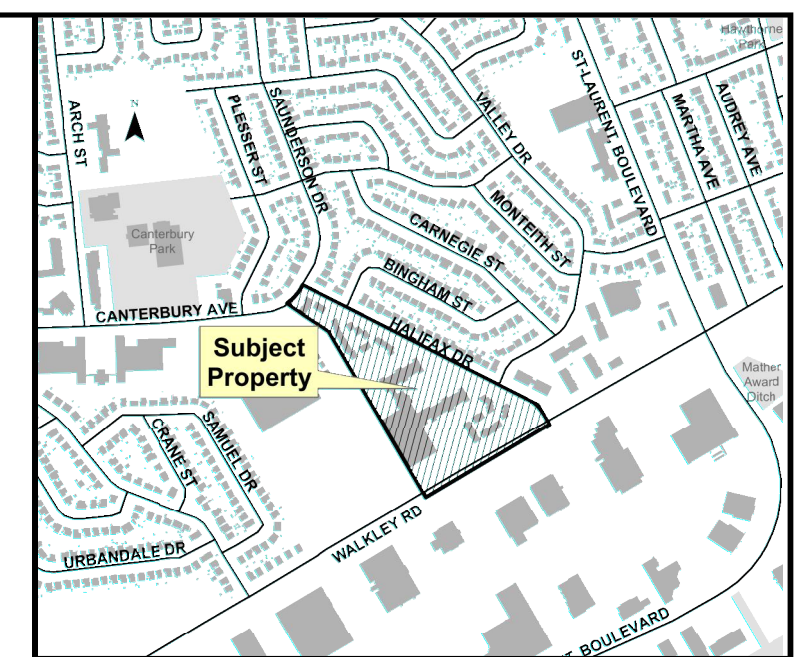 Hawthorne
Park
ARCH ST
N
PLESSER ST
SAUNDERSON DR
VALLEY DR
ST-LAURENT, BOULEVARD
MARTHA AVE
AUDREY AVE
Canterbury
Park
CARNEGIE ST
MONTEITH ST
BINGHAM ST
CANTERBURY AVE
HALIFAX DR
Subject
Property
Mather
Award
Ditch
CRANE ST
SAMUEL DR
URBANDALE DR
WALKLEY RD
BOULEVARD